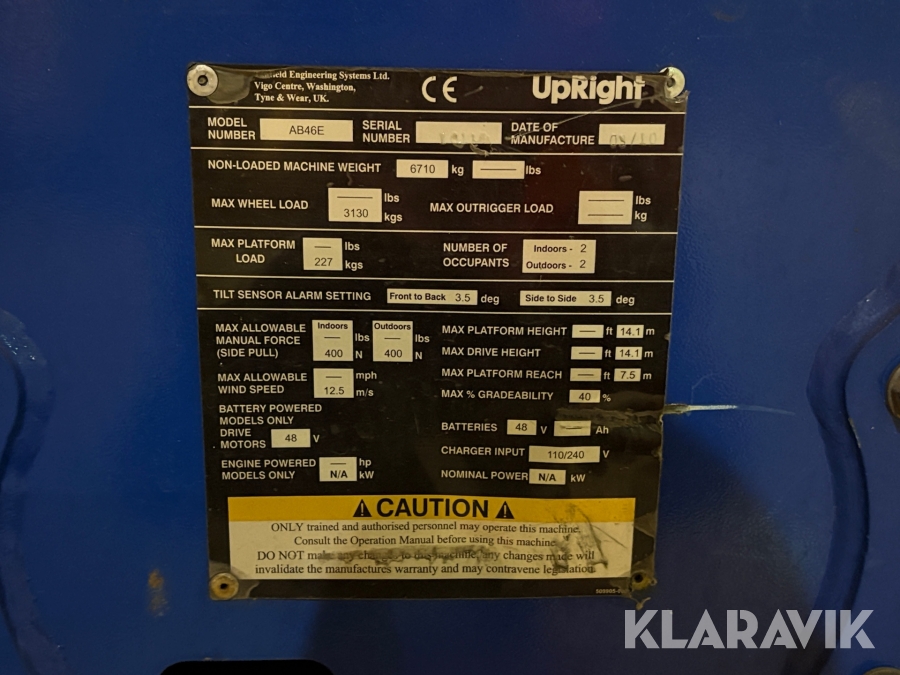 Engineering Systems Ltd.
Vigo Centre, Washington,
Tyne & Wear, UK.
CE
UpRight
MODEL NUMBER AB46E SERIAL NUMBER DATE OF MANUFACTURE
NON-LOADED MACHINE WEIGHT 6710 kg — lbs
MAX WHEEL LOAD — lbs 3130 kgs MAX OUTRIGGER LOAD — lbs — kg
MAX PLATFORM LOAD — lbs 227 kgs NUMBER OF OCCUPANTS Indoors - 2 Outdoors - 2
TILT SENSOR ALARM SETTING Front to Back 3.5 deg Side to Side 3.5 deg
MAX ALLOWABLE MANUAL FORCE (SIDE PULL) Indoors — lbs 400 N Outdoors — lbs 400 N
MAX ALLOWABLE WIND SPEED — mph 12.5 m/s
BATTERY POWERED MODELS ONLY
DRIVE MOTORS 48 V
ENGINE POWERED MODELS ONLY — hp N/A kW
MAX PLATFORM HEIGHT — ft 14.1 m
MAX DRIVE HEIGHT — ft 14.1 m
MAX PLATFORM REACH — ft 7.5 m
MAX % GRADEABILITY 40 %
BATTERIES 48 V — Ah
CHARGER INPUT 110/240 V
NOMINAL POWER N/A kW
CAUTION
ONLY trained and authorised personnel may operate this machine.
Consult the Operation Manual before using this machine
DO NOT make any changes to this machine, any changes made will
invalidate the manufactures warranty and may contravene legislation.
KLARAVIK